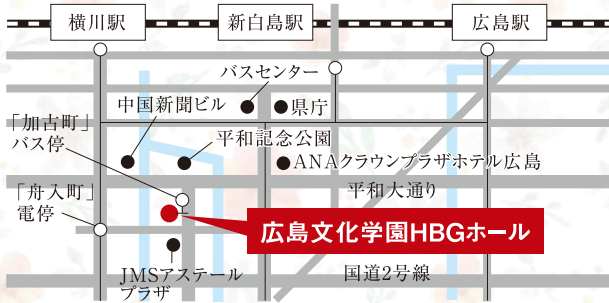 横川駅
新白島駅
広島駅
バスセンター
中国新聞ビル
県庁
「加古町」
バス停
平和記念公園
ANAクラウンプラザホテル広島
「舟入町」
電停
平和大通り
広島文化学園HBGホール
JMSアステール
プラザ
国道2号線